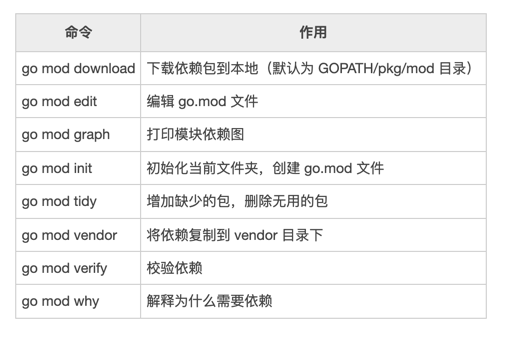 命令 作用
go mod download 下载依赖包到本地（默认为 GOPATH/pkg/mod 目录）
go mod edit 编辑 go.mod 文件
go mod graph 打印模块依赖图
go mod init 初始化当前文件夹，创建 go.mod 文件
go mod tidy 增加缺少的包，删除无用的包
go mod vendor 将依赖复制到 vendor 目录下
go mod verify 校验依赖
go mod why 解释为什么需要依赖